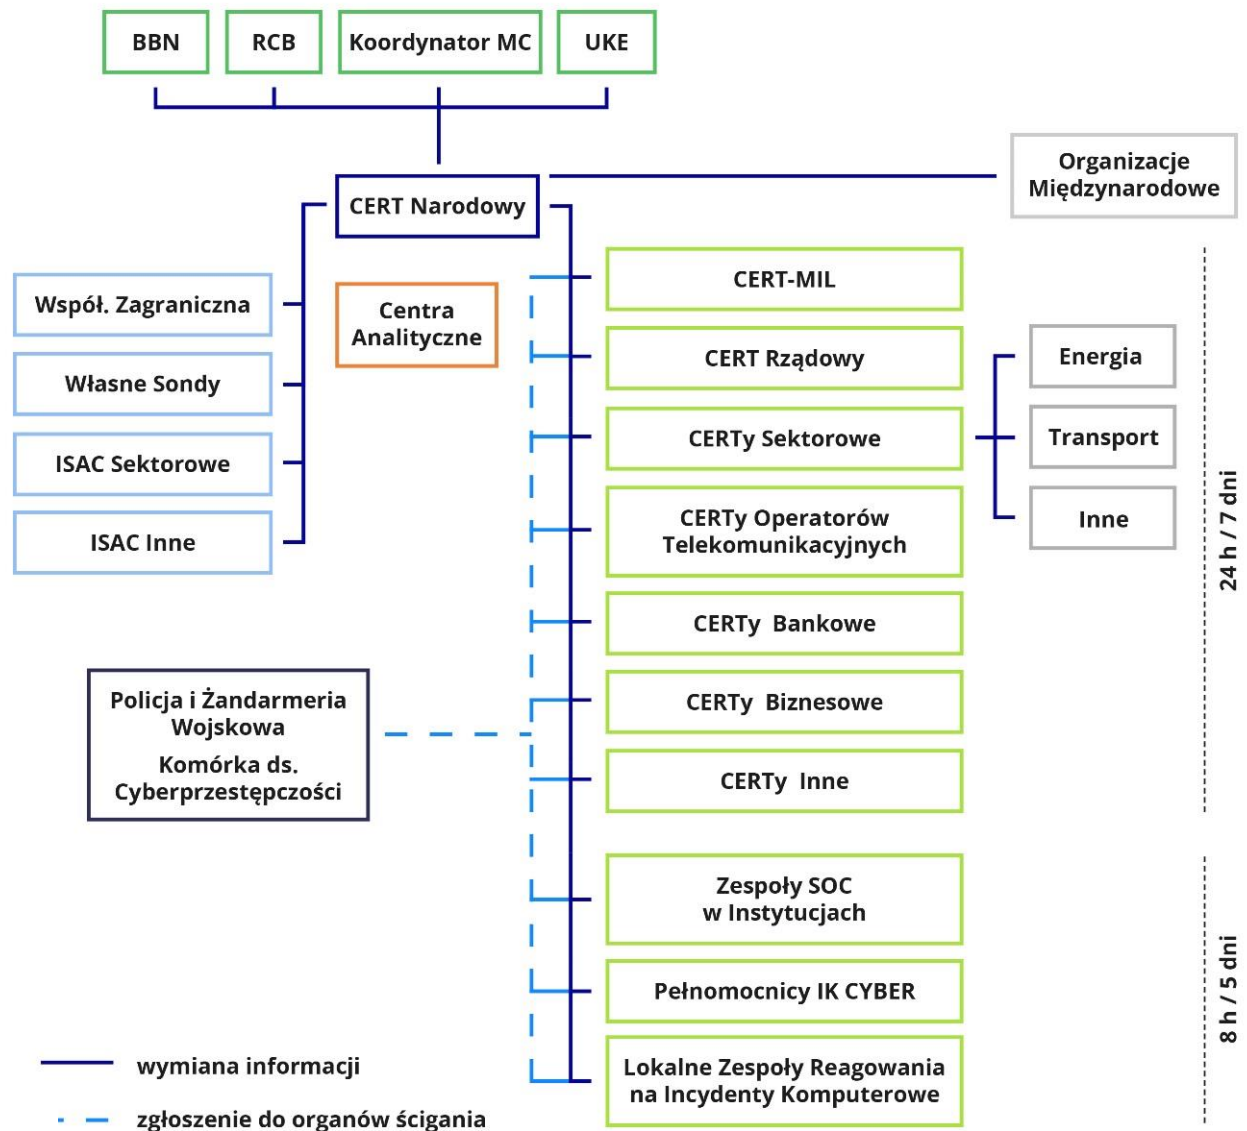 BBN
RCB
Koordynator MC
UKE
Organizacje
Międzynarodowe
CERT Narodowy
Współ. Zagraniczna
Własne Sondy
ISAC Sektorowe
ISAC Inne
Centra
Analityczne
CERT-MIL
CERT Rządowy
CERTy Sektorowe
CERTy Operatorów
Telekomunikacyjnych
CERTy Bankowe
CERTy Biznesowe
CERTy Inne
Energia
Transport
Inne
24 h / 7 dni
Policja i Żandarmeria
Wojskowa
Komórka ds.
Cyberprzestępczości
Zespoły SOC
w Instytucjach
Pełnomocnicy IK CYBER
Lokalne Zespoły Reagowania
na Incydenty Komputerowe
8 h / 5 dni
wymiana informacji
zgłoszenie do organów ścigania